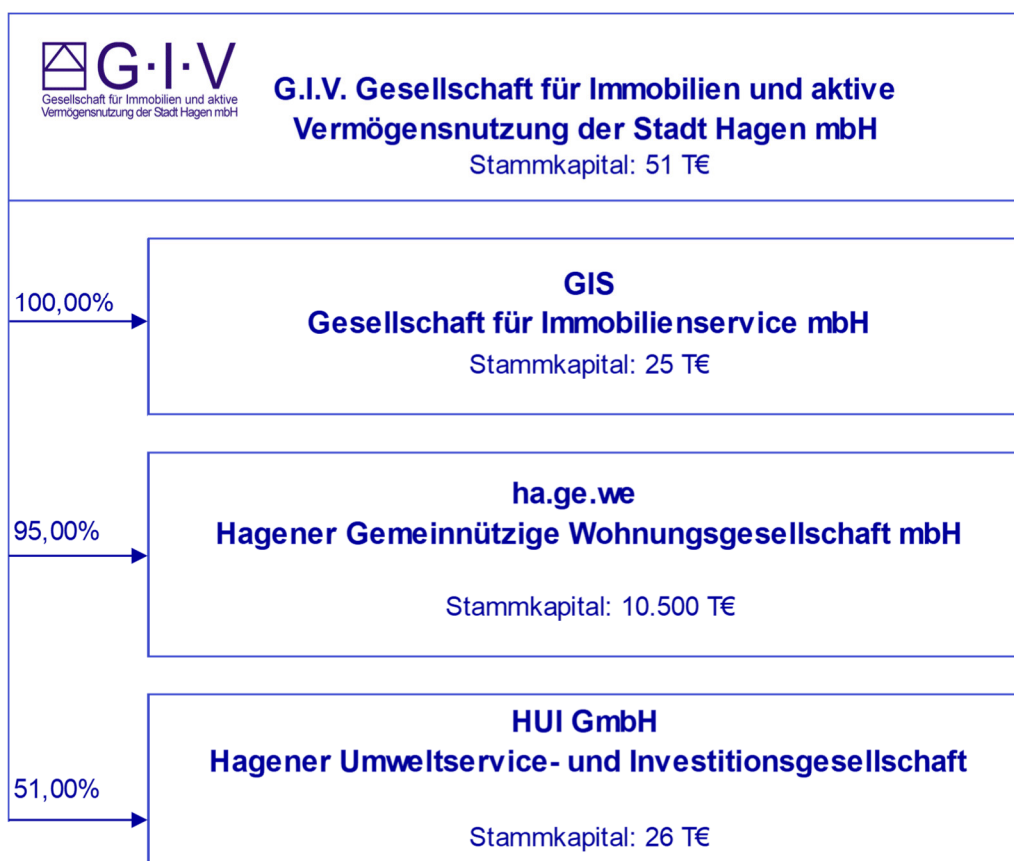 G·I·V
Gesellschaft für Immobilien und aktive
Vermögensnutzung der Stadt Hagen mbH
G.I.V. Gesellschaft für Immobilien und aktive
Vermögensnutzung der Stadt Hagen mbH
Stammkapital: 51 T€
100,00%
GIS
Gesellschaft für Immobilienservice mbH
Stammkapital: 25 T€
95,00%
ha.ge.we
Hagener Gemeinnützige Wohnungsgesellschaft mbH
Stammkapital: 10.500 T€
51,00%
HUI GmbH
Hagener Umweltservice- und Investitionsgesellschaft
Stammkapital: 26 T€